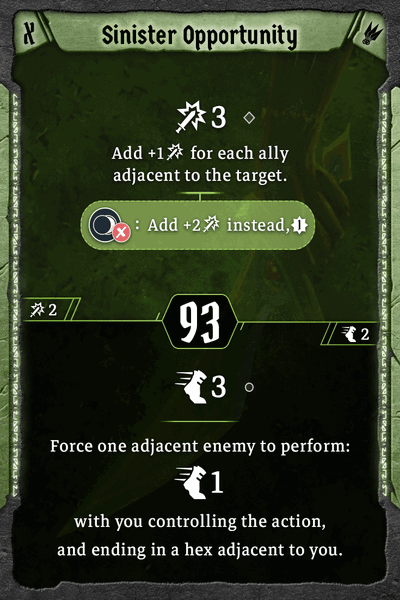 X
Sinister Opportunity
3
Add +1 for each ally
adjacent to the target.
: Add +2 instead,
2
93
2
3
Force one adjacent enemy to perform:
1
with you controlling the action,
and ending in a hex adjacent to you.